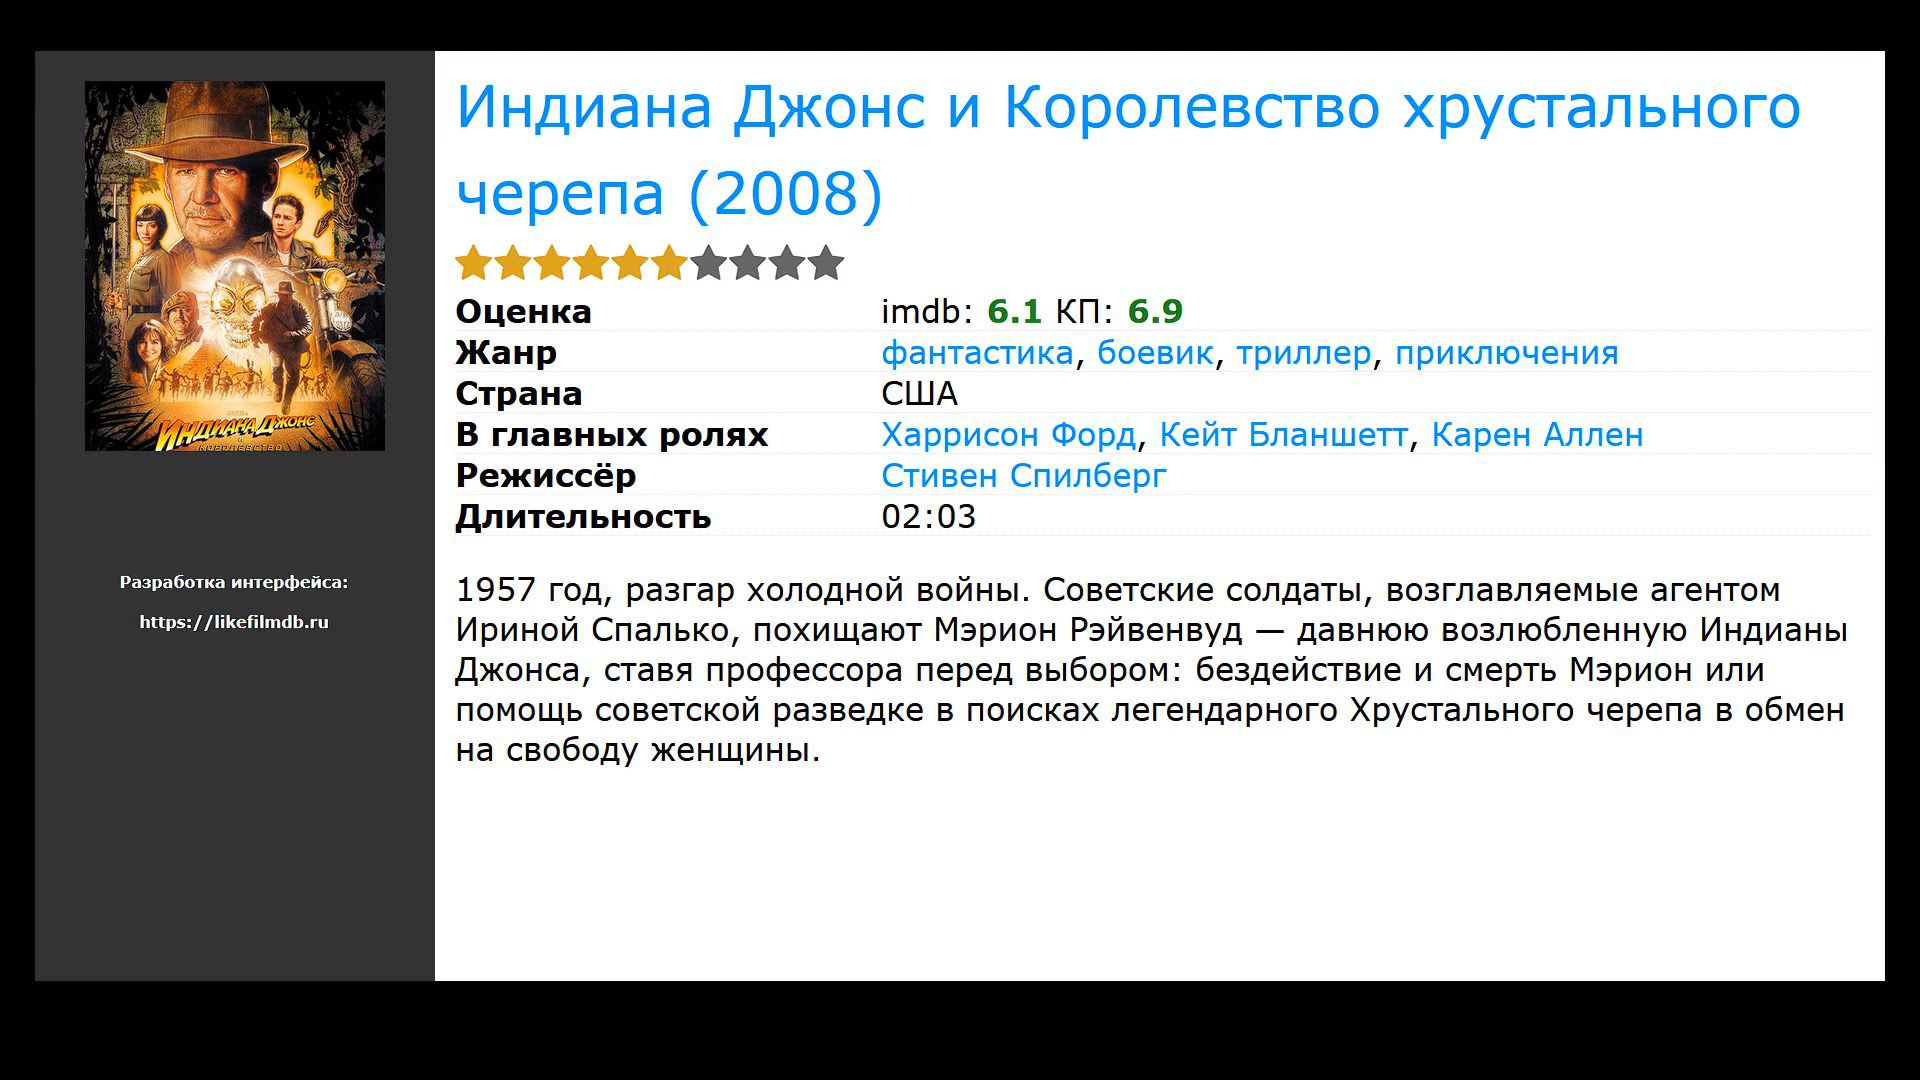 Индиана Джонс и Королевство хрустального
черепа (2008)
Оценка imdb: 6.1 КП: 6.9
Жанр фантастика, боевик, триллер, приключения
Страна США
В главных ролях Харрисон Форд, Кейт Бланшетт, Карен Аллен
Режиссёр Стивен Спилберг
Длительность 02:03
1957 год, разгар холодной войны. Советские солдаты, возглавляемые агентом
Ириной Спалько, похищают Мэрион Рэйвенвуд — давнюю возлюбленную Индианы
Джонса, ставя профессора перед выбором: бездействие и смерть Мэрион или
помощь советской разведке в поисках легендарного Хрустального черепа в обмен
на свободу женщины.
ИНДИАНА ДЖОНС
и
КОРОЛЕВСТВО
Разработка интерфейса:
https://likefilmdb.ru